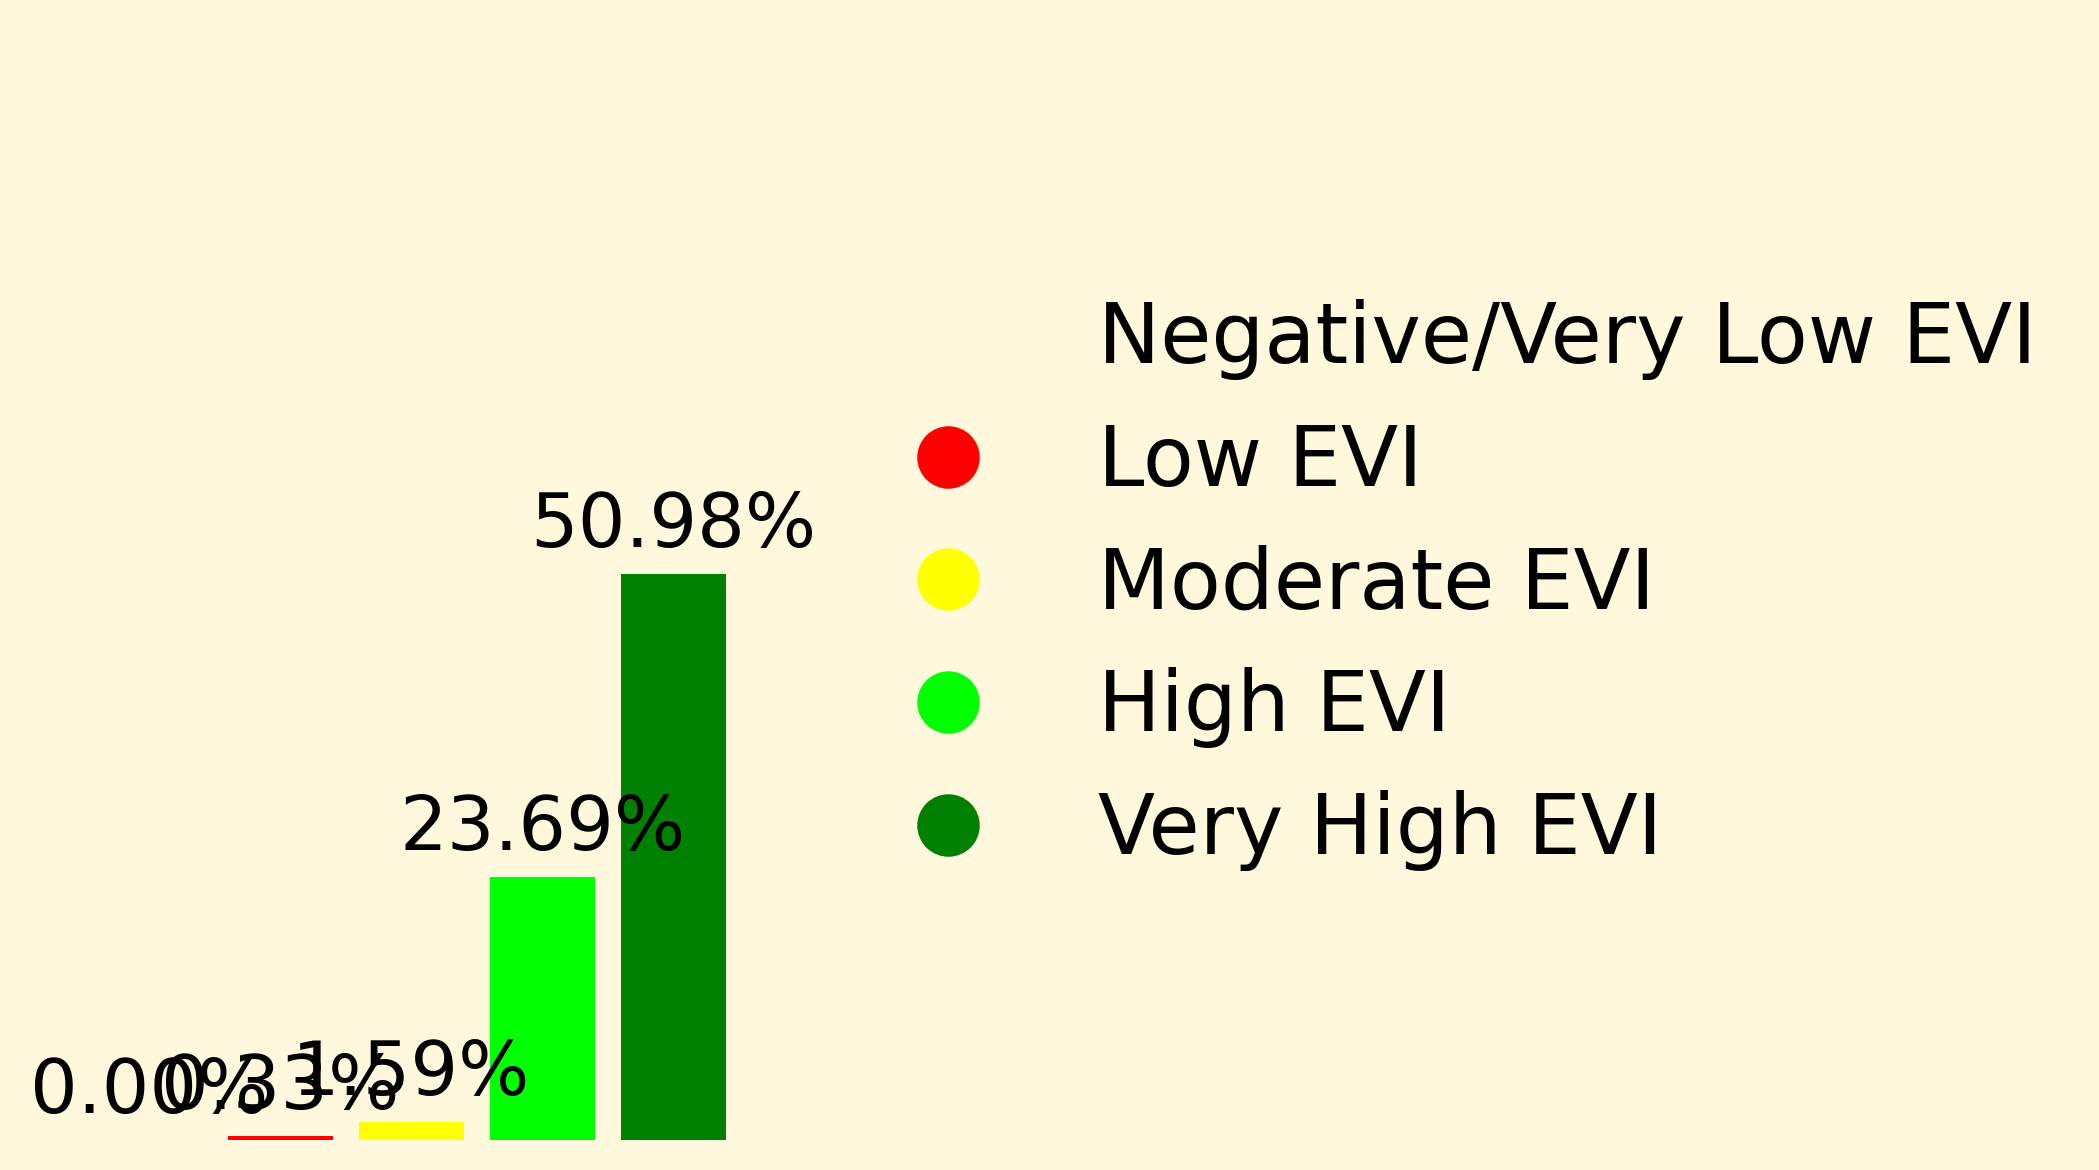 Negative/Very Low EVI
Low EVI
Moderate EVI
High EVI
Very High EVI
50.98%
23.69%
1.59%
0.33%
0.00%